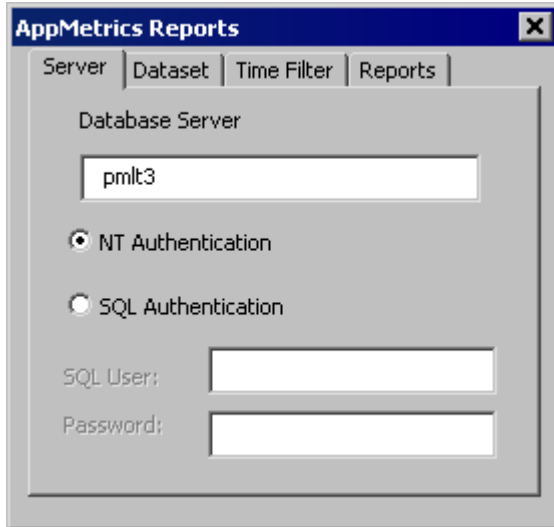 AppMetrics Reports
Server Dataset Time Filter Reports
Database Server
pmlt3
NT Authentication
SQL Authentication
SQL User:
Password: